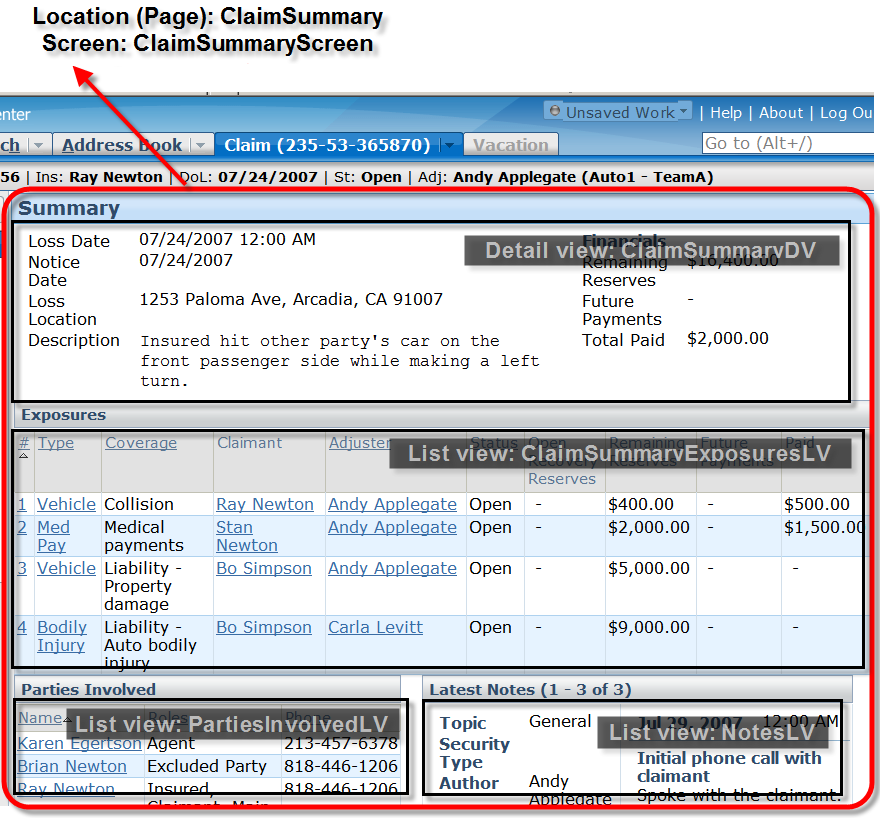 Location (Page): ClaimSummary
Screen: ClaimSummaryScreen
enter
Unsaved Work | Help | About | Log Ou
ch Address Book Claim (235-53-365870) Vacation Go to (Alt+/)
56 | Ins: Ray Newton | DoL: 07/24/2007 | St: Open | Adj: Andy Applegate (Auto1 - TeamA)
Summary
Loss Date 07/24/2007 12:00 AM Financials
Detail view: ClaimSummaryDV
Notice Date 07/24/2007 Remaining Reserves $16,400.00
Loss Location 1253 Paloma Ave, Arcadia, CA 91007 Future Payments -
Description Insured hit other party's car on the Total Paid $2,000.00
front passenger side while making a left
turn.
Exposures
# Type Coverage Claimant Adjuster Status Open Recovery Reserves Remaining Reserves Future Payments Paid
List view: ClaimSummaryExposuresLV
1 Vehicle Collision Ray Newton Andy Applegate Open - $400.00 - $500.00
2 Med Pay Medical payments Stan Newton Andy Applegate Open - $2,000.00 - $1,500.00
3 Vehicle Liability - Property damage Bo Simpson Andy Applegate Open - $5,000.00 - -
4 Bodily Injury Liability - Auto bodily injury Bo Simpson Carla Levitt Open - $9,000.00 - -
Parties Involved
Name Roles Phone
List view: PartiesInvolvedLV
Karen Egertson Agent 213-457-6378
Brian Newton Excluded Party 818-446-1206
Ray Newton Insured, 818-446-1206
Claimant, Main
Latest Notes (1 - 3 of 3)
Topic General Jul 29, 2007 12:00 AM
List view: NotesLV
Security Type
Initial phone call with claimant
Author Andy Applegate
Spoke with the claimant.